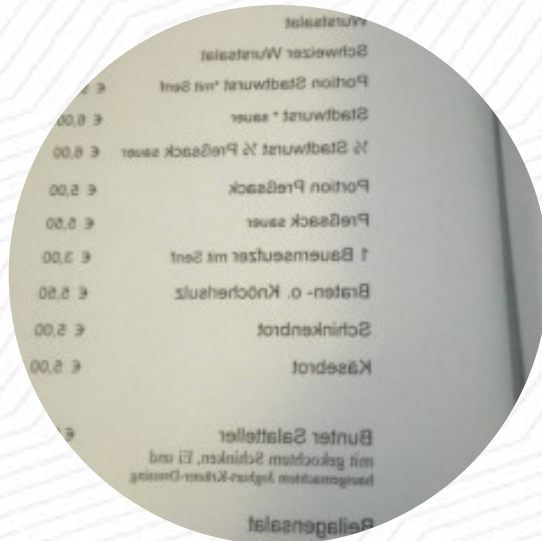 Wurstsalat
Schweizer Wurstsalat
Portion Stadtwurst *mit Senf €
Stadtwurst * sauer € 6,00
½ Stadtwurst ½ Preßsack sauer € 6,00
Portion Preßsack € 5,00
Preßsack sauer € 5,50
1 Bauernseufzer mit Senf € 3,00
Braten- o. Knöcherlsulz € 5,50
Schinkenbrot € 5,00
Käsebrot € 5,00
Bunter Salatteller €
mit gekochtem Schinken, Ei und
hausgemachtem Joghurt-Kräuter-Dressing
Beilagensalat